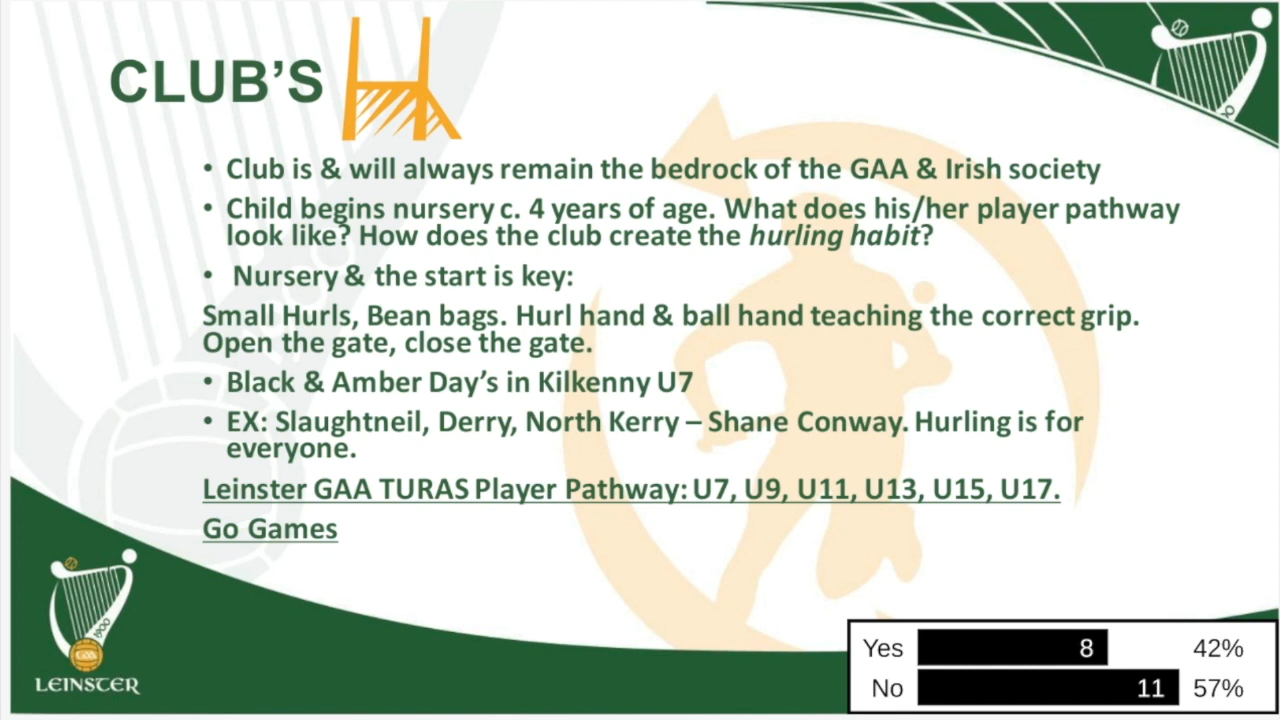 CLUB'S
• Club is & will always remain the bedrock of the GAA & Irish society
• Child begins nursery c. 4 years of age. What does his/her player pathway
look like? How does the club create the hurling habit?
• Nursery & the start is key:
Small Hurls, Bean bags. Hurl hand & ball hand teaching the correct grip.
Open the gate, close the gate.
• Black & Amber Day's in Kilkenny U7
• EX: Slaughtneil, Derry, North Kerry – Shane Conway. Hurling is for
everyone.
Leinster GAA TURAS Player Pathway: U7, U9, U11, U13, U15, U17.
Go Games
1900
GAA
LEINSTER
Yes 8 42%
No 11 57%